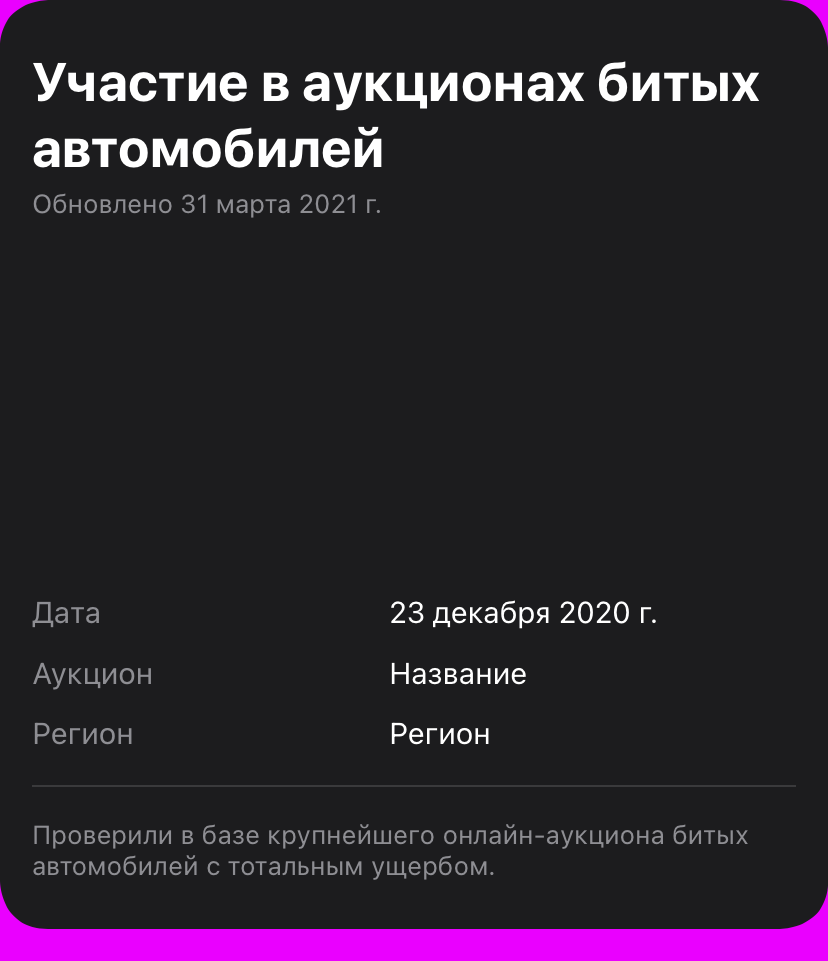 Участие в аукционах битых
автомобилей
Обновлено 31 марта 2021 г.
Дата 23 декабря 2020 г.
Аукцион Название
Регион Регион
Проверили в базе крупнейшего онлайн-аукциона битых
автомобилей с тотальным ущербом.